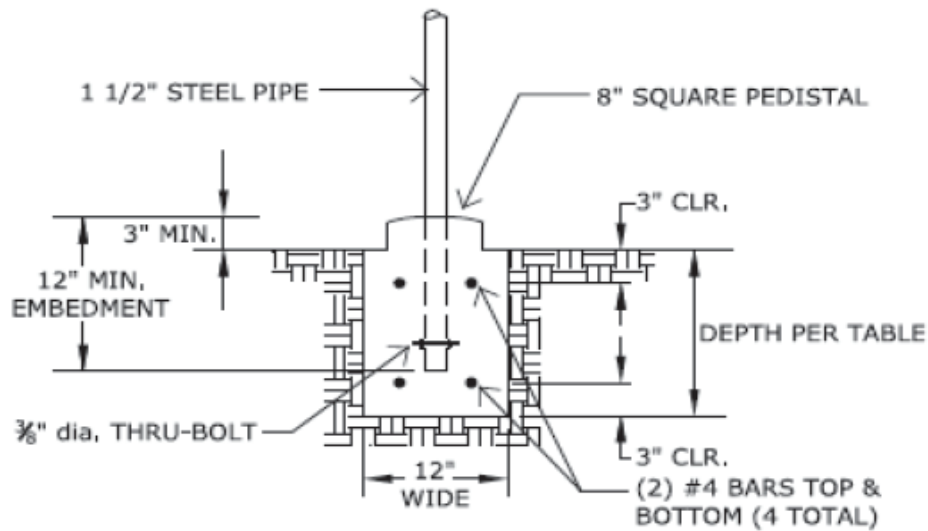 1 1/2" STEEL PIPE
8" SQUARE PEDISTAL
3" CLR.
3" MIN.
12" MIN.
EMBEDMENT
DEPTH PER TABLE
3/8" dia. THRU-BOLT
12"
WIDE
3" CLR.
(2) #4 BARS TOP &
BOTTOM (4 TOTAL)